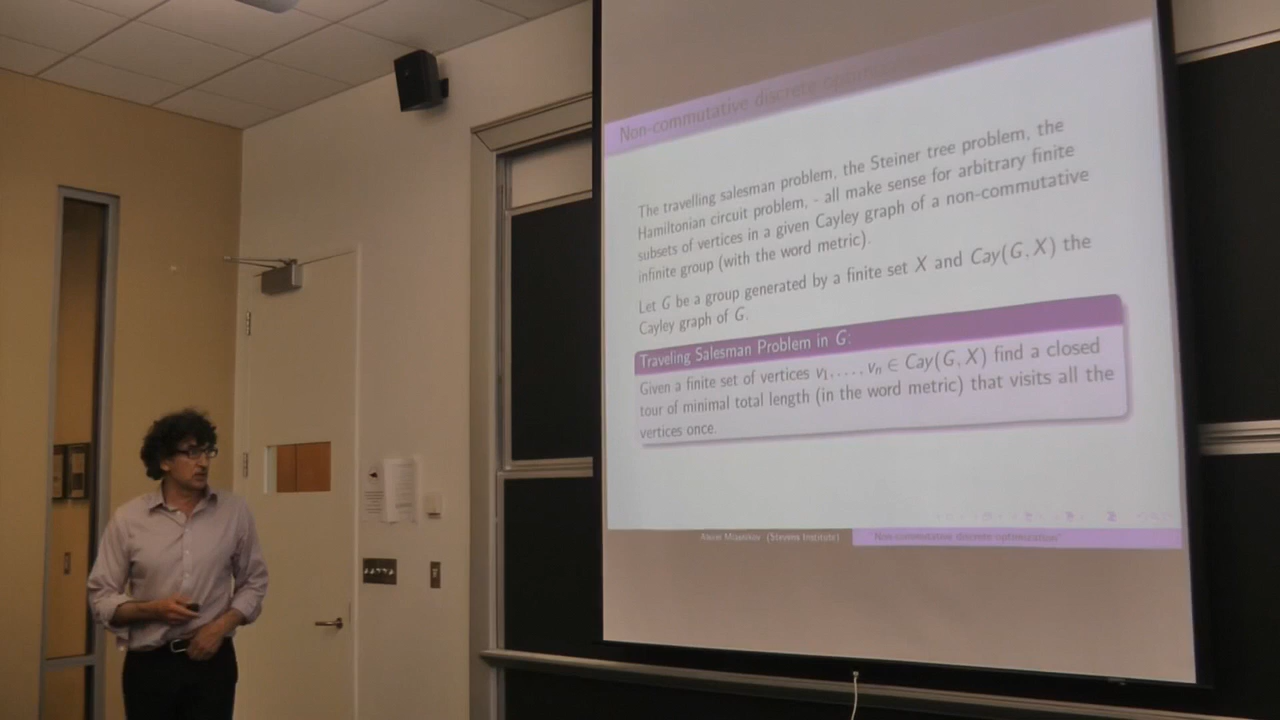 Non-commutative discrete optimization
The travelling salesman problem, the Steiner tree problem, the
Hamiltonian circuit problem, - all make sense for arbitrary finite
subsets of vertices in a given Cayley graph of a non-commutative
infinite group (with the word metric).
Let G be a group generated by a finite set X and Cay(G, X) the
Cayley graph of G.
Traveling Salesman Problem in G:
Given a finite set of vertices v₁, . . . , vₙ ∈ Cay(G, X) find a closed
tour of minimal total length (in the word metric) that visits all the
vertices once.
(Stevens Institute)
Non-commutative discrete optimization